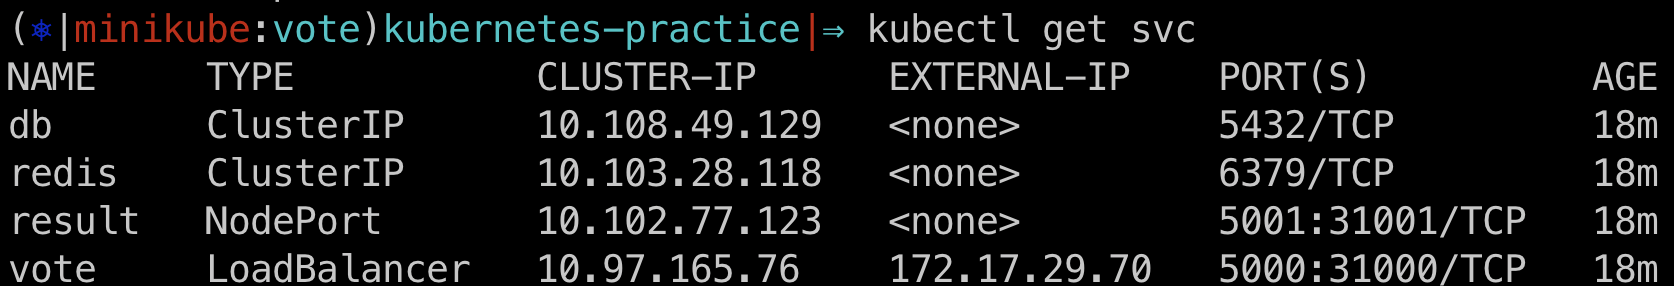 (⎈|minikube:vote)kubernetes-practice|⇒ kubectl get svc
NAME     TYPE           CLUSTER-IP      EXTERNAL-IP    PORT(S)          AGE
db       ClusterIP      10.108.49.129   <none>         5432/TCP         18m
redis    ClusterIP      10.103.28.118   <none>         6379/TCP         18m
result   NodePort       10.102.77.123   <none>         5001:31001/TCP   18m
vote     LoadBalancer   10.97.165.76    172.17.29.70   5000:31000/TCP   18m